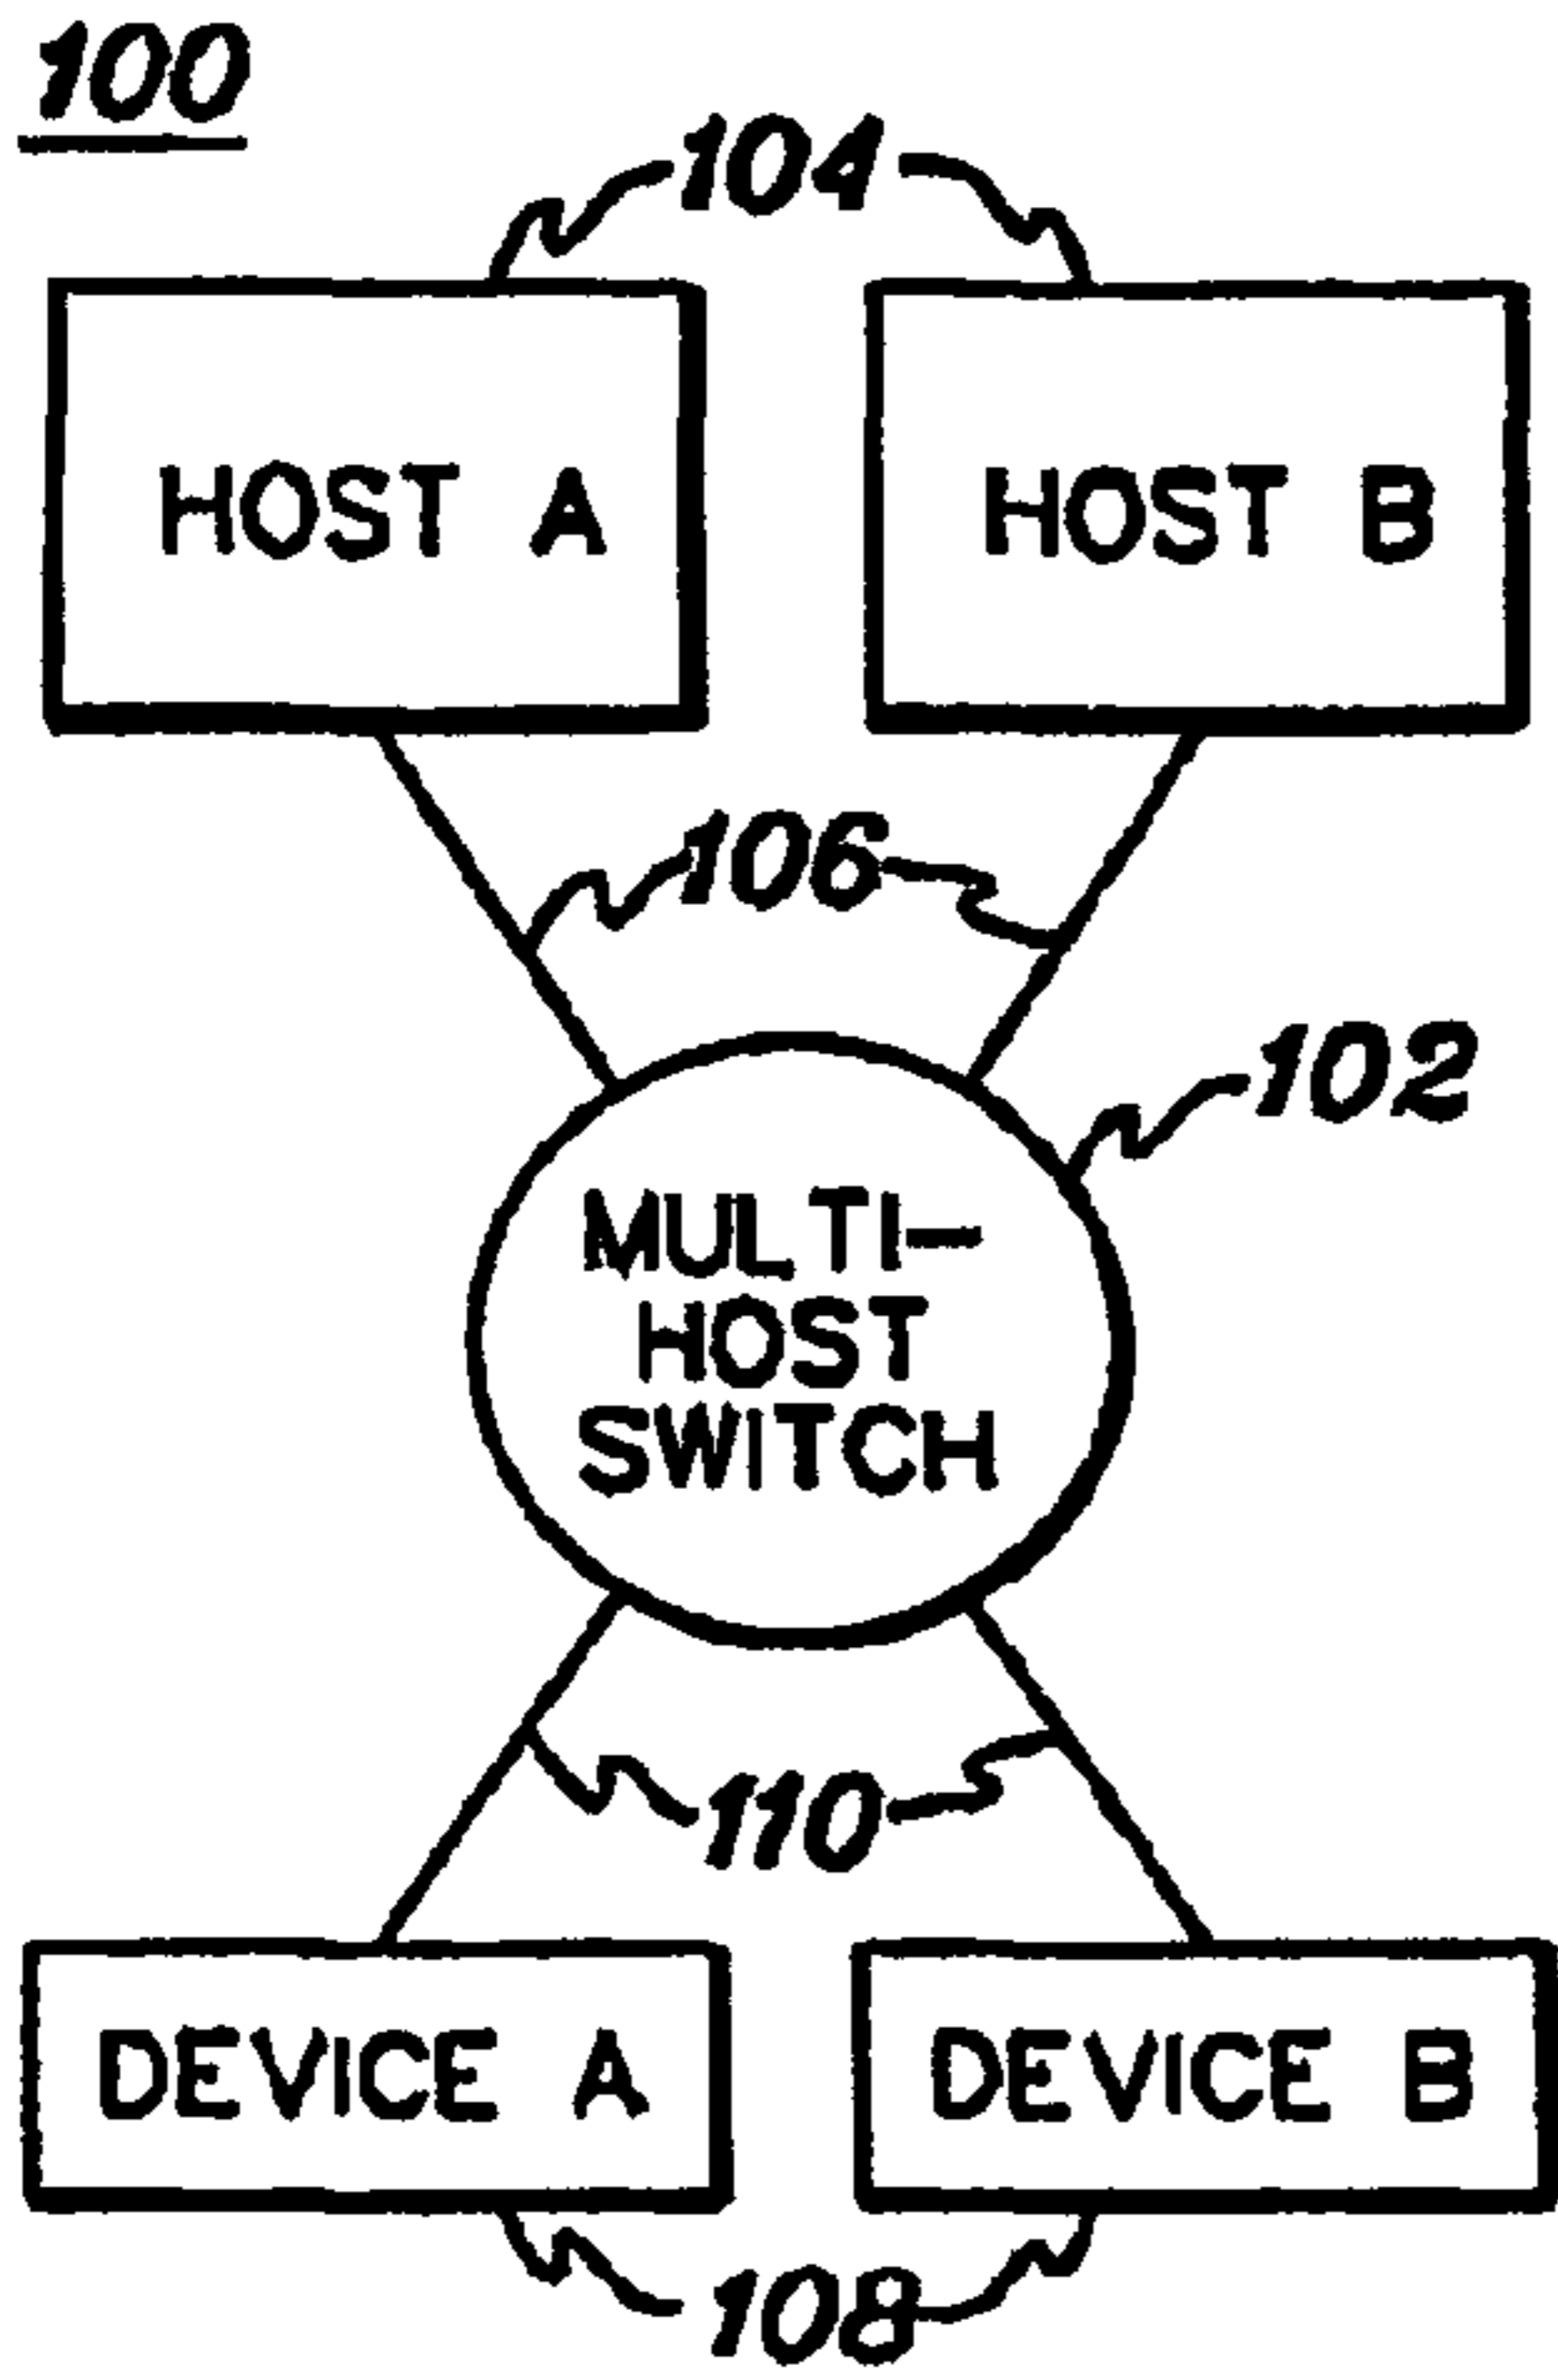 100
104
HOST A
HOST B
106
102
MULTI-
HOST
SWITCH
110
DEVICE A
DEVICE B
108